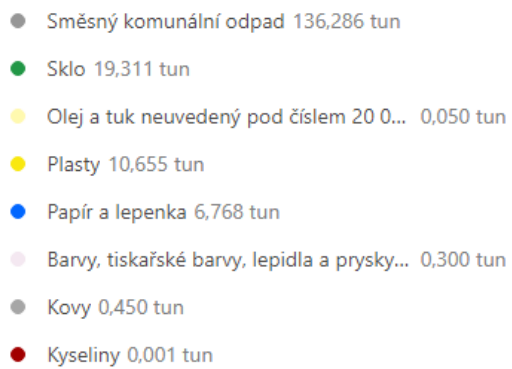 Směsný komunální odpad 136,286 tun
Sklo 19,311 tun
Olej a tuk neuvedený pod číslem 20 0... 0,050 tun
Plasty 10,655 tun
Papír a lepenka 6,768 tun
Barvy, tiskařské barvy, lepidla a prysky... 0,300 tun
Kovy 0,450 tun
Kyseliny 0,001 tun